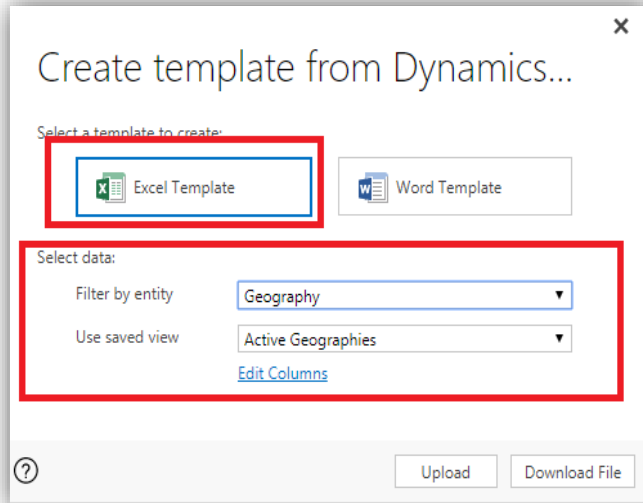 Create template from Dynamics...
Select a template to create:
Excel Template
Word Template
Select data:
Filter by entity Geography
Use saved view Active Geographies
Edit Columns
Upload Download File